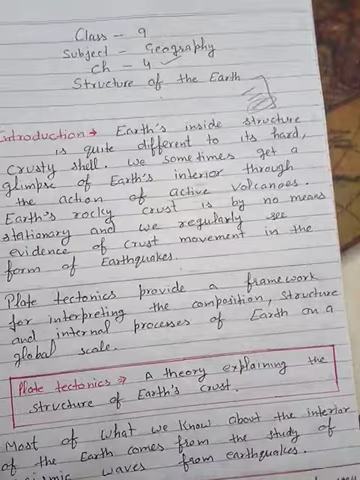 Class - 9
Subject - Geography
Ch - 4
Structure of the Earth
Introduction → Earth's inside structure
is quite different to its hard,
crusty shell. We sometimes get a
glimpse of Earth's interior through
the action of active volcanoes.
Earth's rocky crust is by no means
stationary and we regularly see
evidence of crust movement in the
form of Earthquakes.
Plate tectonics provide a framework
for interpreting the composition, structure
and internal processes of Earth on a
global scale.
Plate tectonics → A theory explaining the
structure of Earth's crust.
Most of what we know about the interior
of the Earth comes from the study of
waves from earthquakes.